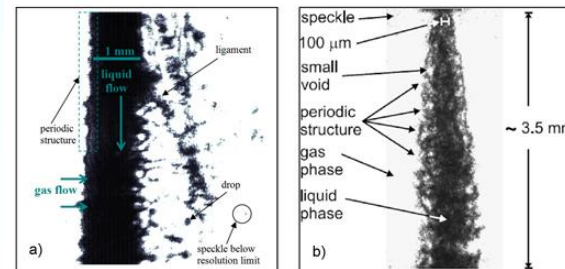 1 mm
liquid
flow
ligament
periodic
structure
gas flow
drop
speckle below
resolution limit
a)
speckle
100 μm
small
void
periodic
structures
gas
phase
liquid
phase
~ 3.5 mm
b)